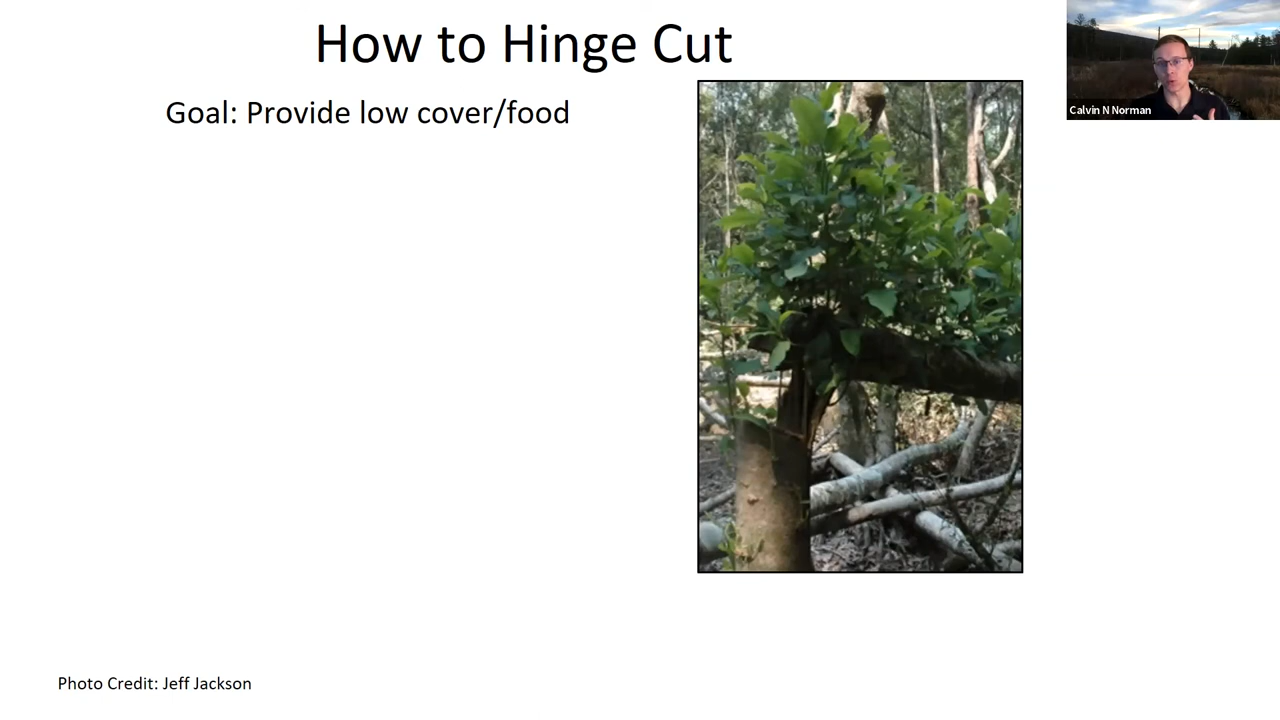 How to Hinge Cut
Goal: Provide low cover/food
Calvin N Norman
Photo Credit: Jeff Jackson